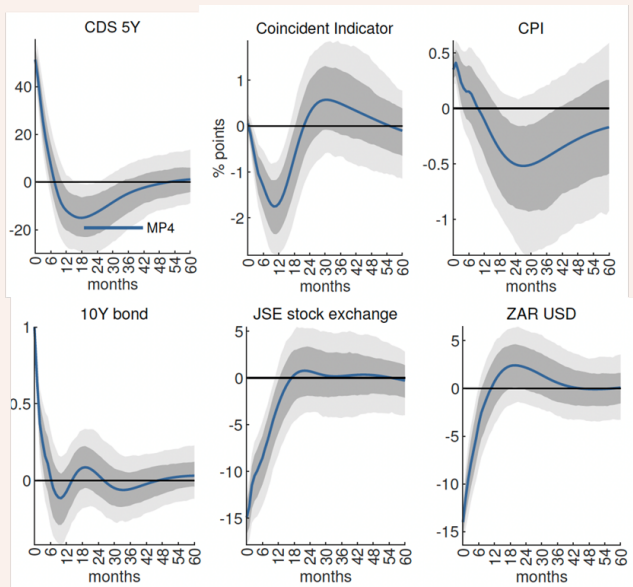 CDS 5Y
40
20
0
-20
MP4
0 6 12 18 24 30 36 42 48 54 60
months
Coincident Indicator
% points
1
0
-1
-2
0 6 12 18 24 30 36 42 48 54 60
months
CPI
0.5
0
-0.5
-1
0 6 12 18 24 30 36 42 48 54 60
months
10Y bond
1
0.5
0
0 6 12 18 24 30 36 42 48 54 60
months
JSE stock exchange
5
0
-5
-10
-15
0 6 12 18 24 30 36 42 48 54 60
months
ZAR USD
5
0
-5
-10
-15
0 6 12 18 24 30 36 42 48 54 60
months